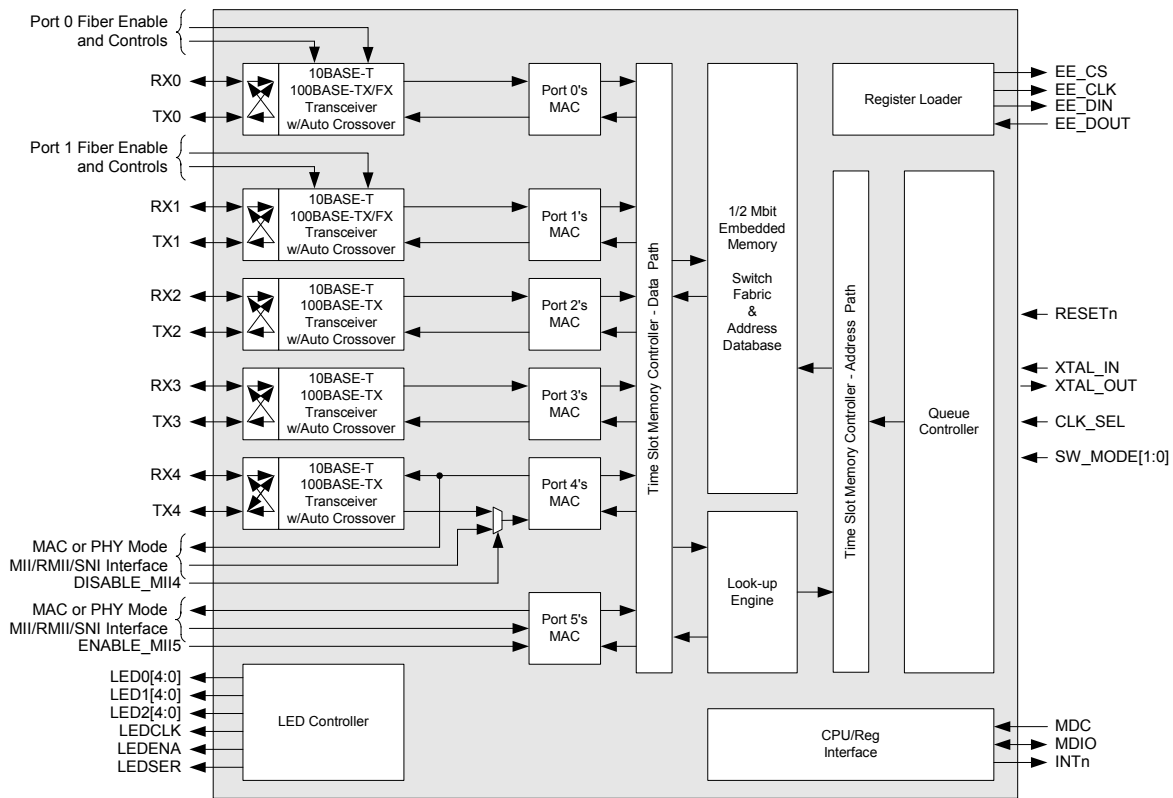 Port 0 Fiber Enable
and Controls
RX0
TX0
10BASE-T
100BASE-TX/FX
Transceiver
w/Auto Crossover
Port 0's
MAC
Port 1 Fiber Enable
and Controls
RX1
TX1
10BASE-T
100BASE-TX/FX
Transceiver
w/Auto Crossover
Port 1's
MAC
RX2
TX2
10BASE-T
100BASE-TX
Transceiver
w/Auto Crossover
Port 2's
MAC
RX3
TX3
10BASE-T
100BASE-TX
Transceiver
w/Auto Crossover
Port 3's
MAC
RX4
TX4
10BASE-T
100BASE-TX
Transceiver
w/Auto Crossover
Port 4's
MAC
MAC or PHY Mode
MII/RMII/SNI Interface
DISABLE_MII4
MAC or PHY Mode
MII/RMII/SNI Interface
ENABLE_MII5
Port 5's
MAC
LED0[4:0]
LED1[4:0]
LED2[4:0]
LEDCLK
LEDENA
LEDSER
LED Controller
Time Slot Memory Controller - Data Path
1/2 Mbit
Embedded
Memory
Switch
Fabric
&
Address
Database
Look-up
Engine
Time Slot Memory Controller - Address Path
Register Loader
EE_CS
EE_CLK
EE_DIN
EE_DOUT
Queue
Controller
RESETn
XTAL_IN
XTAL_OUT
CLK_SEL
SW_MODE[1:0]
CPU/Reg
Interface
MDC
MDIO
INTn